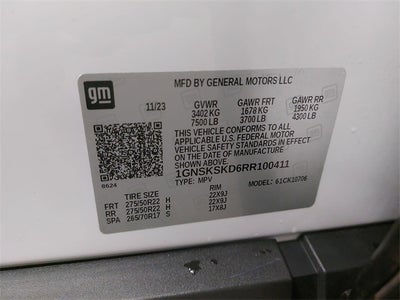 gm
MFD BY GENERAL MOTORS LLC
11/23 GVWR GAWR FRT GAWR RR
3402 KG 1678 KG 1950 KG
7500 LB 3700 LB 4300 LB
THIS VEHICLE CONFORMS TO ALL APPLICABLE
U.S. FEDERAL MOTOR
VEHICLE SAFETY STANDARDS IN EFFECT ON THE
DATE OF MANUFACTURE SHOWN ABOVE.
1GNSKSKD6RR100411
TYPE: MPV MODEL: 61CK10706
6624
TIRE SIZE RIM
FRT 275/50R22 H 22X9J
RR 275/50R22 H 22X9J
SPA 265/70R17 S 17X8J